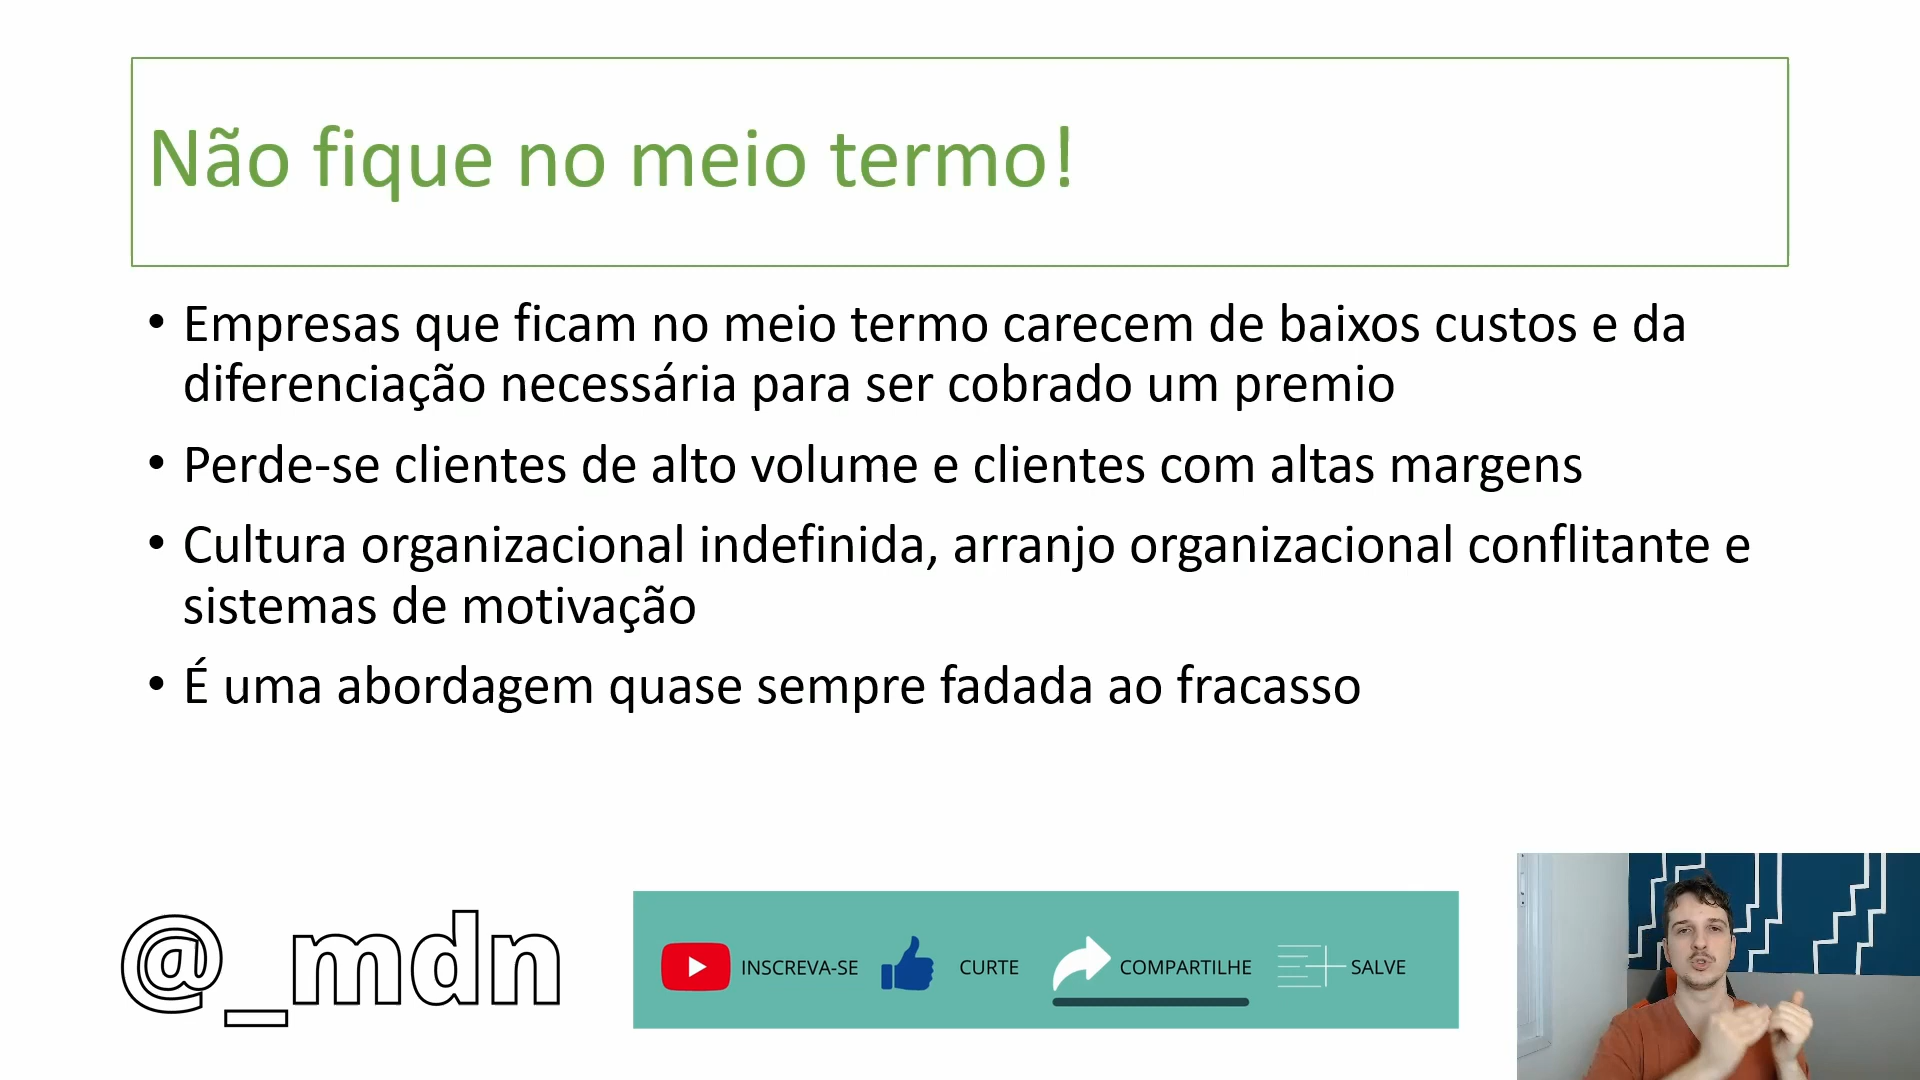 Não fique no meio termo!
• Empresas que ficam no meio termo carecem de baixos custos e da
diferenciação necessária para ser cobrado um premio
• Perde-se clientes de alto volume e clientes com altas margens
• Cultura organizacional indefinida, arranjo organizacional conflitante e
sistemas de motivação
• É uma abordagem quase sempre fadada ao fracasso
@_mdn
INSCREVA-SE CURTE COMPARTILHE SALVE